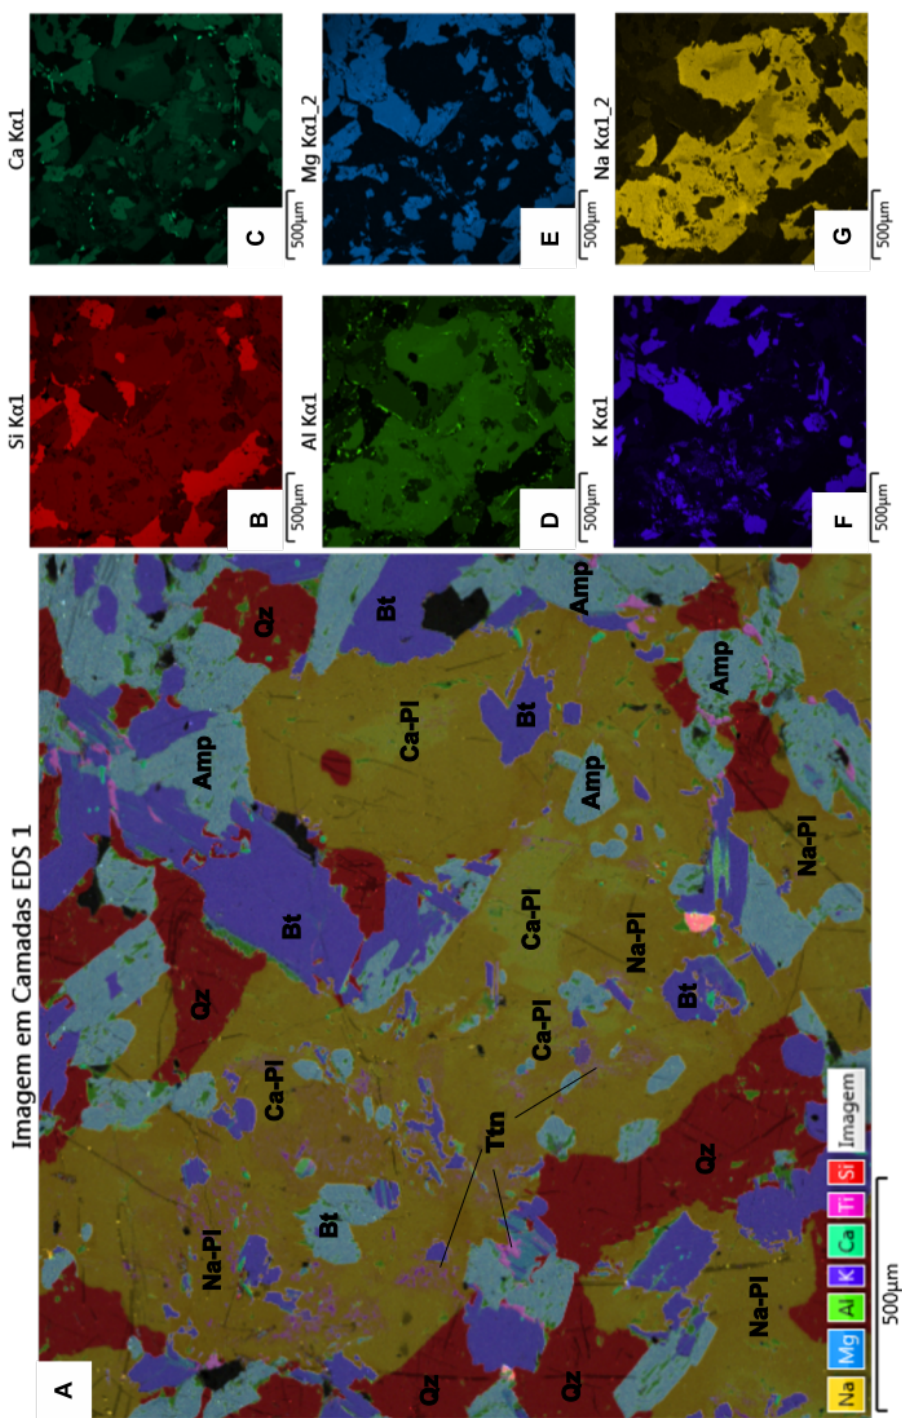 Imagem em Camadas EDS 1
A
Na-Pl
Ca-Pl
Qz
Bt
Amp
Qz
Bt
Qz
Bt
Ca-Pl
Ttn
Ca-Pl
Ca-Pl
Amp
Bt
Amp
Qz
Na-Pl
Bt
Amp
Qz
Qz
Na-Pl
Na-Pl
Na Mg Al K Ca Ti Si Imagem
500μm
Si Kα1
B
500μm
Ca Kα1
C
500μm
Al Kα1
D
500μm
Mg Kα1_2
E
500μm
K Kα1
F
500μm
Na Kα1_2
G
500μm